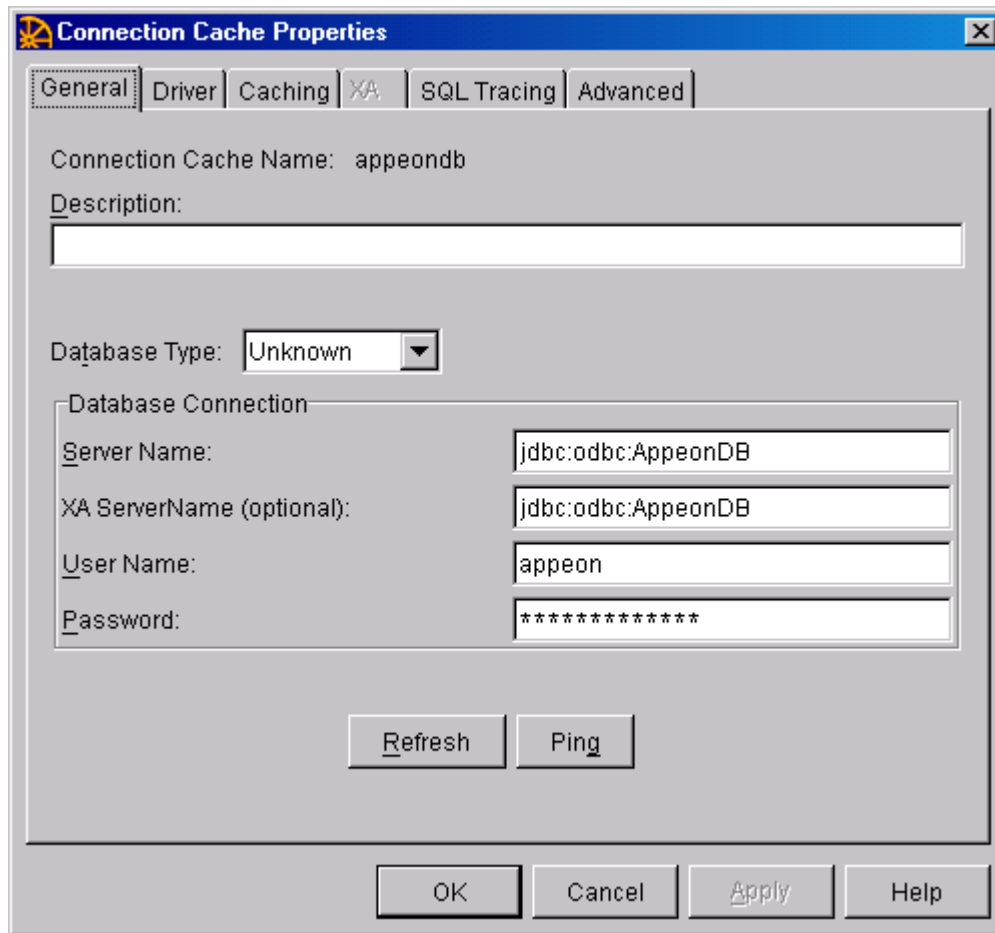 Connection Cache Properties
General Driver Caching XA SQL Tracing Advanced
Connection Cache Name: appeondb
Description:
Database Type: Unknown
Database Connection
Server Name: jdbc:odbc:AppeonDB
XA ServerName (optional): jdbc:odbc:AppeonDB
User Name: appeon
Password: *************
Refresh Ping
OK Cancel Apply Help